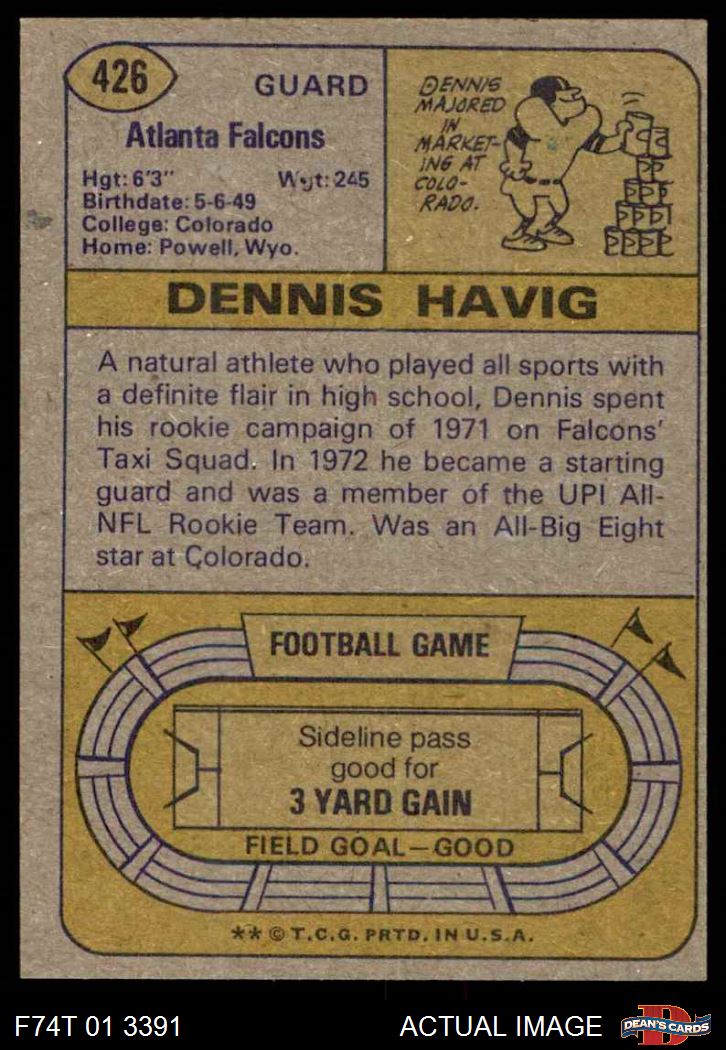 426
GUARD
Atlanta Falcons
Hgt: 6'3" Wgt: 245
Birthdate: 5-6-49
College: Colorado
Home: Powell, Wyo.
DENNIS
MAJORED
IN
MARKET-
ING AT
COLO-
RADO.
DENNIS HAVIG
A natural athlete who played all sports with
a definite flair in high school, Dennis spent
his rookie campaign of 1971 on Falcons'
Taxi Squad. In 1972 he became a starting
guard and was a member of the UPI All-
NFL Rookie Team. Was an All-Big Eight
star at Colorado.
FOOTBALL GAME
Sideline pass
good for
3 YARD GAIN
FIELD GOAL—GOOD
** © T.C.G. PRTD. IN U.S.A.
F74T 01 3391
ACTUAL IMAGE
D
DEAN'S CARDS